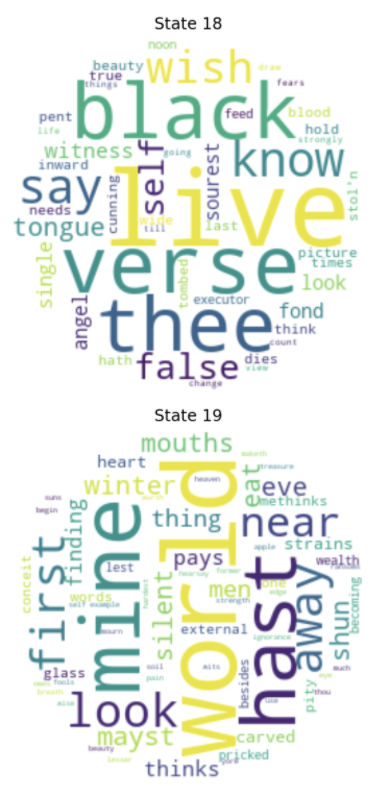 State 18
noon
beauty wish draw
true
things black fears
pent feed blood
life hold
strongly
witness self going know
inward sourest
say cunning live stol'n
needs wide last
tongue till
verse picture
single tombed times
look
angel thee executor fond
think
count
hath false dies
view
change
State 19
mouths
maketh
heart world heaven treasure
winter eat eve
suns methinks
begin finding mine thing near
first pays apple strains
lest hast wealth
conceit men one
words silent away becoming
self example strength edge shun
hardest external
mourn ignorance
glass soil besides much
fools pain use eye
breath pity thou
look
wise mayst carved
beauty pricked
lesser thinks